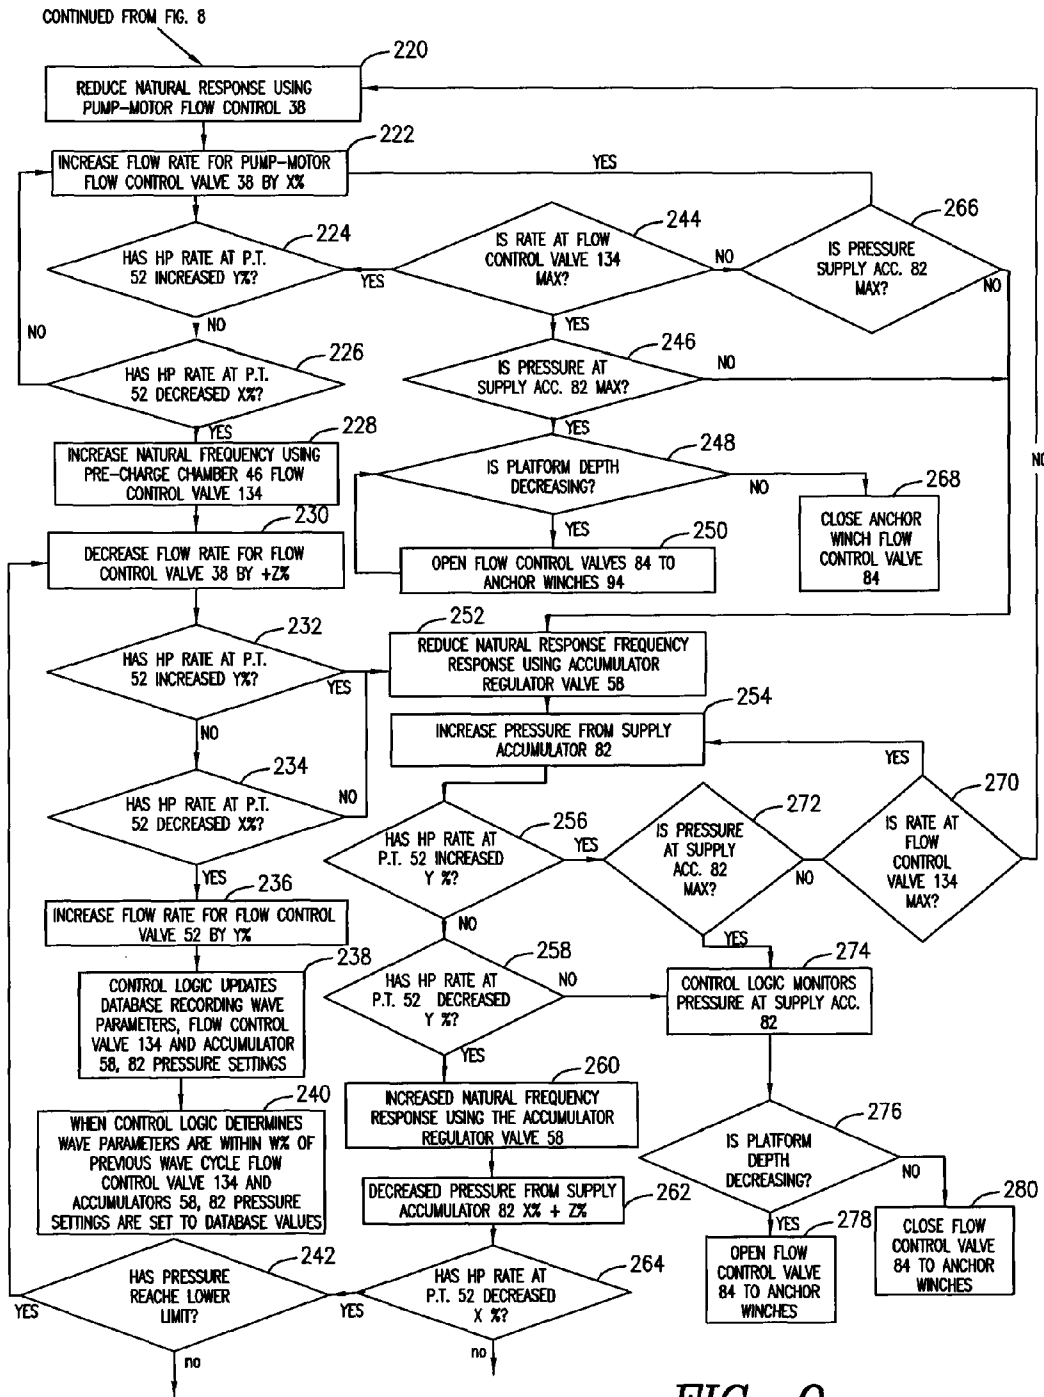 CONTINUED FROM FIG. 8
220
REDUCE NATURAL RESPONSE USING
PUMP-MOTOR FLOW CONTROL 38
222
INCREASE FLOW RATE FOR PUMP-MOTOR
FLOW CONTROL VALVE 38 BY X%
YES
224
HAS HP RATE AT P.T.
52 INCREASED Y%?
YES
NO
244
IS RATE AT FLOW
CONTROL VALVE 134
MAX?
NO
YES
266
IS PRESSURE
SUPPLY ACC. 82
MAX?
NO
NO
226
HAS HP RATE AT P.T.
52 DECREASED X%?
YES
246
IS PRESSURE AT
SUPPLY ACC. 82 MAX?
NO
YES
228
INCREASE NATURAL FREQUENCY USING
PRE-CHARGE CHAMBER 46 FLOW
CONTROL VALVE 134
248
IS PLATFORM DEPTH
DECREASING?
NO
YES
NO
268
CLOSE ANCHOR
WINCH FLOW
CONTROL VALVE
84
230
DECREASE FLOW RATE FOR FLOW
CONTROL VALVE 38 BY +Z%
250
OPEN FLOW CONTROL VALVES 84 TO
ANCHOR WINCHES 94
232
HAS HP RATE AT P.T.
52 INCREASED Y%?
YES
NO
252
REDUCE NATURAL RESPONSE FREQUENCY
RESPONSE USING ACCUMULATOR
REGULATOR VALVE 58
254
INCREASE PRESSURE FROM SUPPLY
ACCUMULATOR 82
YES
234
HAS HP RATE AT P.T.
52 DECREASED X%?
NO
YES
256
HAS HP RATE AT
P.T. 52 INCREASED
Y %?
YES
NO
272
IS PRESSURE
AT SUPPLY
ACC. 82
MAX?
NO
YES
270
IS RATE AT
FLOW
CONTROL
VALVE 134
MAX?
236
INCREASE FLOW RATE FOR FLOW CONTROL
VALVE 52 BY Y%
238
CONTROL LOGIC UPDATES
DATABASE RECORDING WAVE
PARAMETERS, FLOW CONTROL
VALVE 134 AND ACCUMULATOR
58, 82 PRESSURE SETTINGS
258
HAS HP RATE AT
P.T. 52 DECREASED
Y %?
NO
YES
274
CONTROL LOGIC MONITORS
PRESSURE AT SUPPLY ACC.
82
240
WHEN CONTROL LOGIC DETERMINES
WAVE PARAMETERS ARE WITHIN W% OF
PREVIOUS WAVE CYCLE FLOW
CONTROL VALVE 134 AND
ACCUMULATORS 58, 82 PRESSURE
SETTINGS ARE SET TO DATABASE VALUES
260
INCREASED NATURAL FREQUENCY
RESPONSE USING THE ACCUMULATOR
REGULATOR VALVE 58
276
IS PLATFORM
DEPTH
DECREASING?
NO
YES
262
DECREASED PRESSURE FROM SUPPLY
ACCUMULATOR 82 X% + Z%
278
OPEN FLOW
CONTROL VALVE
84 TO ANCHOR
WINCHES
280
CLOSE FLOW
CONTROL VALVE
84 TO ANCHOR
WINCHES
242
HAS PRESSURE
REACHE LOWER
LIMIT?
YES
no
264
HAS HP RATE AT
P.T. 52 DECREASED
X %?
YES
no